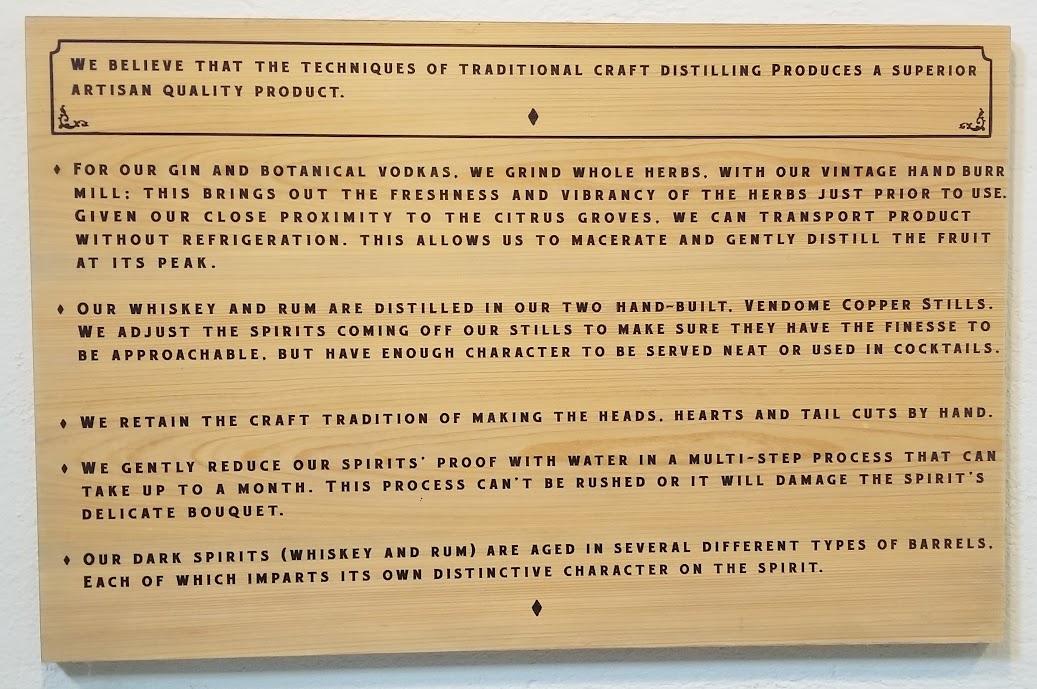 We believe that the techniques of traditional craft distilling Produces a superior
artisan quality product.
♦ For our gin and botanical vodkas, we grind whole herbs, with our vintage hand burr
mill; this brings out the freshness and vibrancy of the herbs just prior to use.
Given our close proximity to the citrus groves, we can transport product
without refrigeration. this allows us to macerate and gently distill the fruit
at its peak.
♦ Our whiskey and rum are distilled in our two hand-built, Vendome Copper Stills.
We adjust the spirits coming off our stills to make sure they have the finesse to
be approachable, but have enough character to be served neat or used in cocktails.
♦ We retain the craft tradition of making the heads, hearts and tail cuts by hand.
♦ We gently reduce our spirits' proof with water in a multi-step process that can
take up to a month. This process can't be rushed or it will damage the spirit's
delicate bouquet.
♦ Our dark spirits (whiskey and rum) are aged in several different types of barrels,
Each of which imparts its own distinctive character on the spirit.